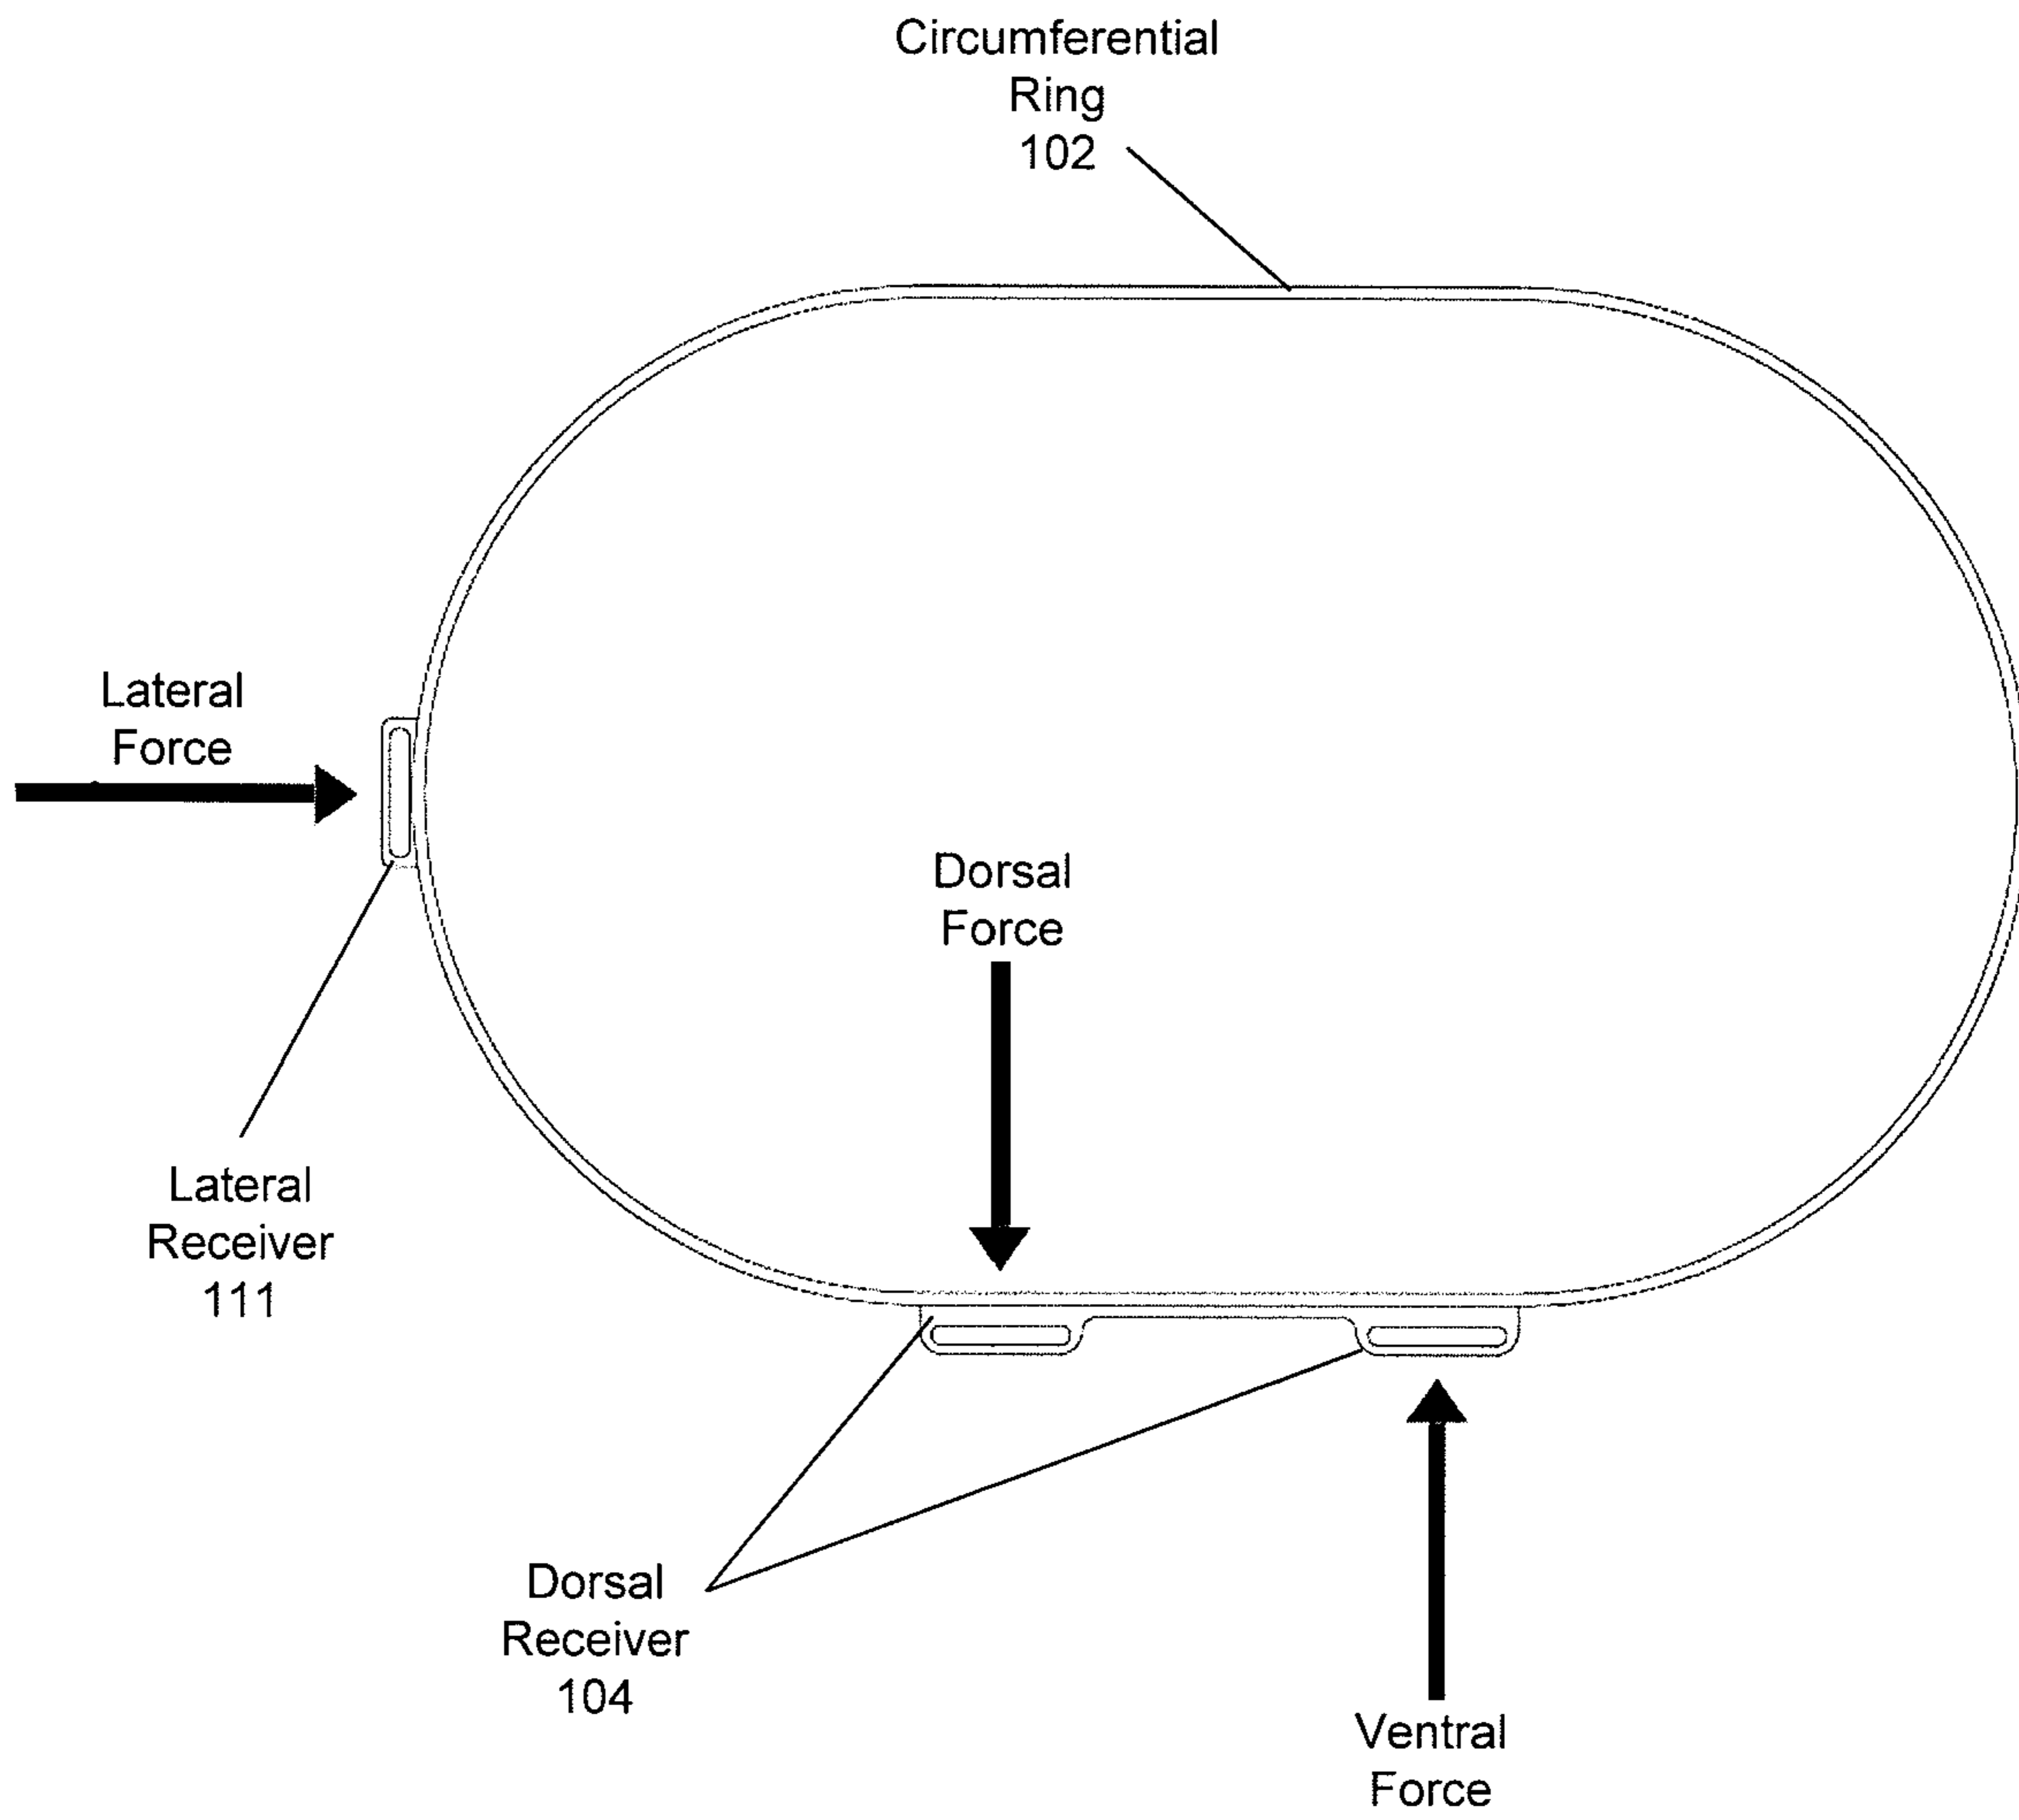 Circumferential
Ring
102
Lateral
Force
Dorsal
Force
Lateral
Receiver
111
Dorsal
Receiver
104
Ventral
Force